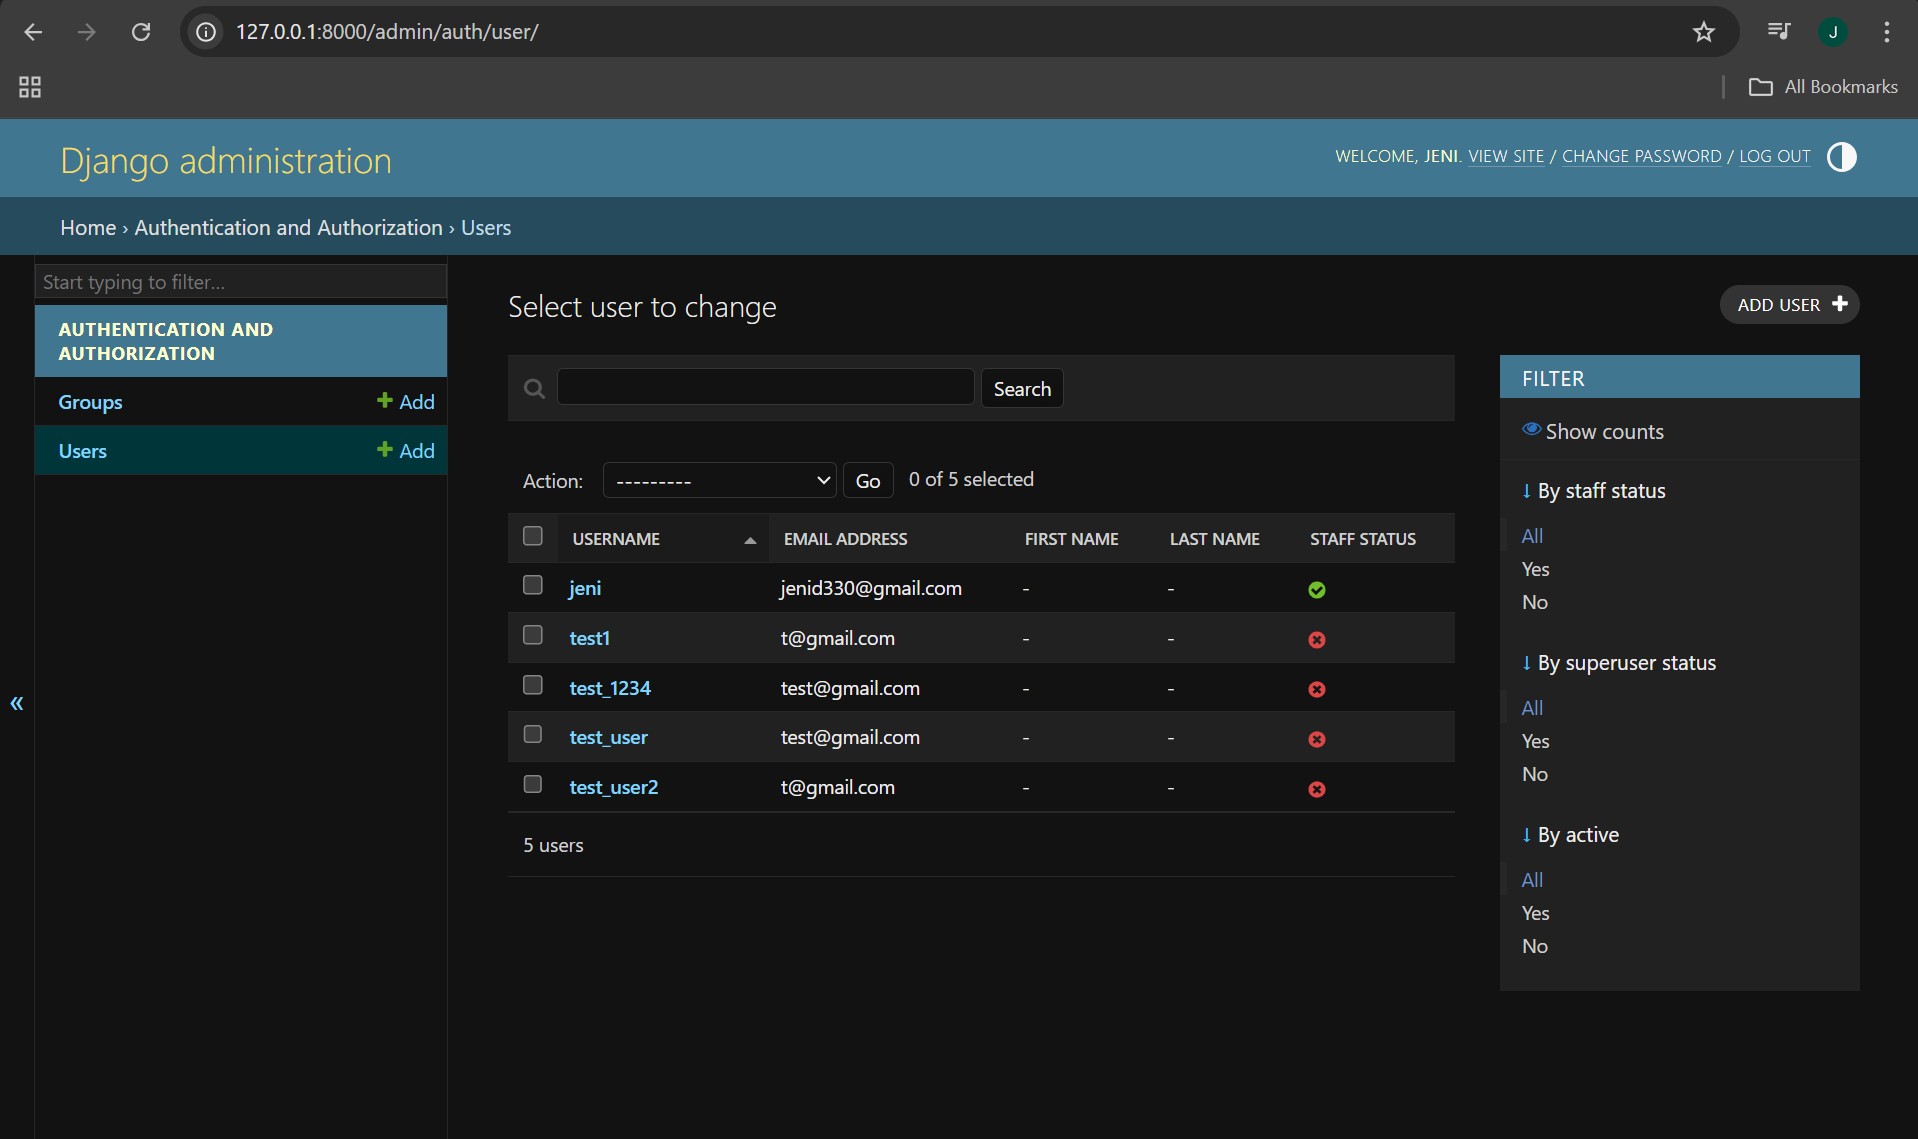 127.0.0.1:8000/admin/auth/user/
J
All Bookmarks
Django administration
WELCOME, JENI. VIEW SITE / CHANGE PASSWORD / LOG OUT
Home › Authentication and Authorization › Users
Start typing to filter...
AUTHENTICATION AND
AUTHORIZATION
Groups + Add
Users + Add
«
Select user to change
ADD USER +
Search
Action: --------- Go 0 of 5 selected
USERNAME EMAIL ADDRESS FIRST NAME LAST NAME STAFF STATUS
jeni jenid330@gmail.com - -
test1 t@gmail.com - -
test_1234 test@gmail.com - -
test_user test@gmail.com - -
test_user2 t@gmail.com - -
5 users
FILTER
Show counts
↓ By staff status
All
Yes
No
↓ By superuser status
All
Yes
No
↓ By active
All
Yes
No